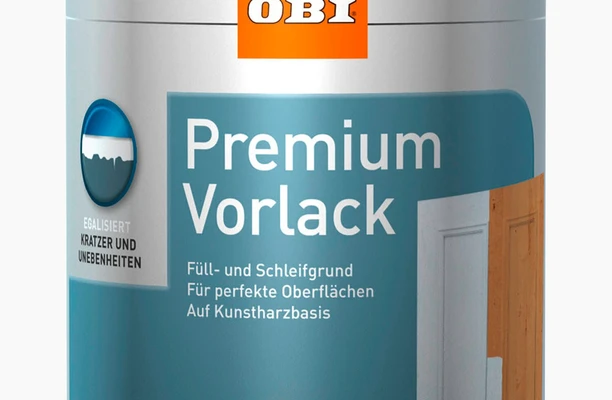 OBI
Premium
Vorlack
EGALISIERT
KRATZER UND
UNEBENHEITEN
Füll- und Schleifgrund
Für perfekte Oberflächen
Auf Kunstharzbasis